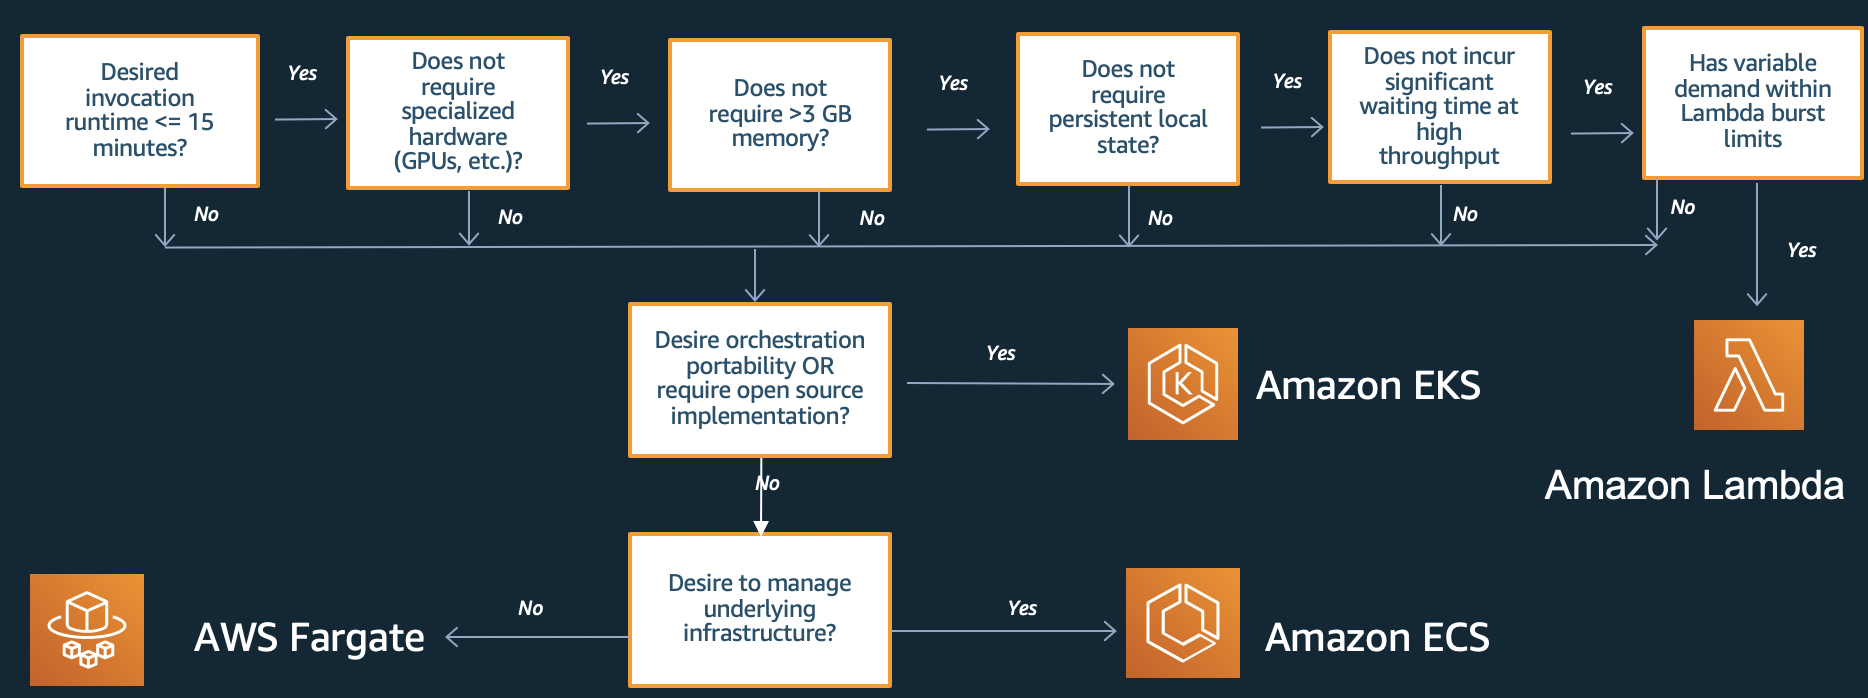 Desired
invocation
runtime <= 15
minutes?
Yes
Does not
require
specialized
hardware
(GPUs, etc.)?
Yes
Does not
require >3 GB
memory?
Yes
Does not
require
persistent local
state?
Yes
Does not incur
significant
waiting time at
high
throughput
Yes
Has variable
demand within
Lambda burst
limits
No
No
No
No
No
No
Yes
Desire orchestration
portability OR
require open source
implementation?
Yes
K
Amazon EKS
Amazon Lambda
No
Desire to manage
underlying
infrastructure?
No
AWS Fargate
Yes
Amazon ECS